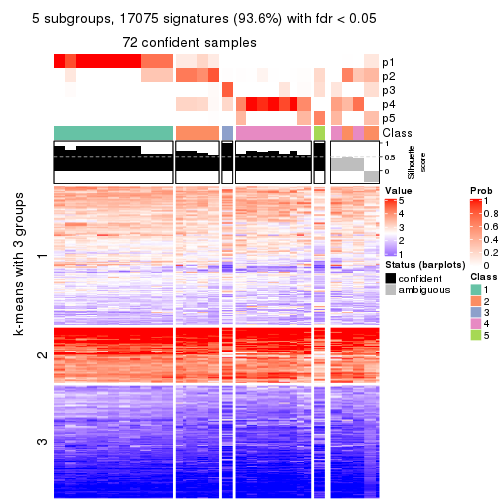 5 subgroups, 17075 signatures (93.6%) with fdr < 0.05
72 confident samples
p1
p2
p3
p4
p5
Class
1
0.5
0
Silhouette
score
k-means with 3 groups
1
2
3
Value
5
4
3
2
1
Status (barplots)
confident
ambiguous
Prob
1
0.8
0.6
0.4
0.2
0
Class
1
2
3
4
5